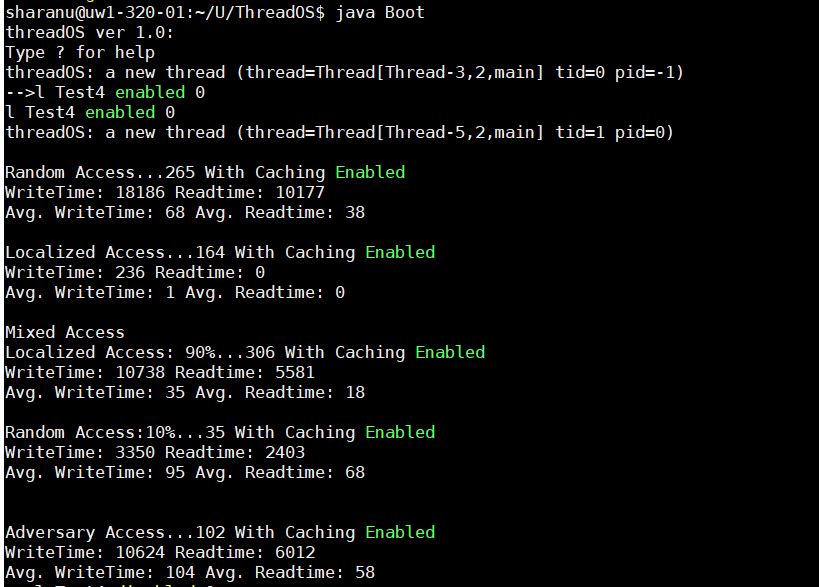 sharanu@uw1-320-01:~/U/ThreadOS$ java Boot
threadOS ver 1.0:
Type ? for help
threadOS: a new thread (thread=Thread[Thread-3,2,main] tid=0 pid=-1)
-->l Test4 enabled 0
l Test4 enabled 0
threadOS: a new thread (thread=Thread[Thread-5,2,main] tid=1 pid=0)
Random Access...265 With Caching Enabled
WriteTime: 18186 Readtime: 10177
Avg. WriteTime: 68 Avg. Readtime: 38
Localized Access...164 With Caching Enabled
WriteTime: 236 Readtime: 0
Avg. WriteTime: 1 Avg. Readtime: 0
Mixed Access
Localized Access: 90%...306 With Caching Enabled
WriteTime: 10738 Readtime: 5581
Avg. WriteTime: 35 Avg. Readtime: 18
Random Access:10%...35 With Caching Enabled
WriteTime: 3350 Readtime: 2403
Avg. WriteTime: 95 Avg. Readtime: 68
Adversary Access...102 With Caching Enabled
WriteTime: 10624 Readtime: 6012
Avg. WriteTime: 104 Avg. Readtime: 58